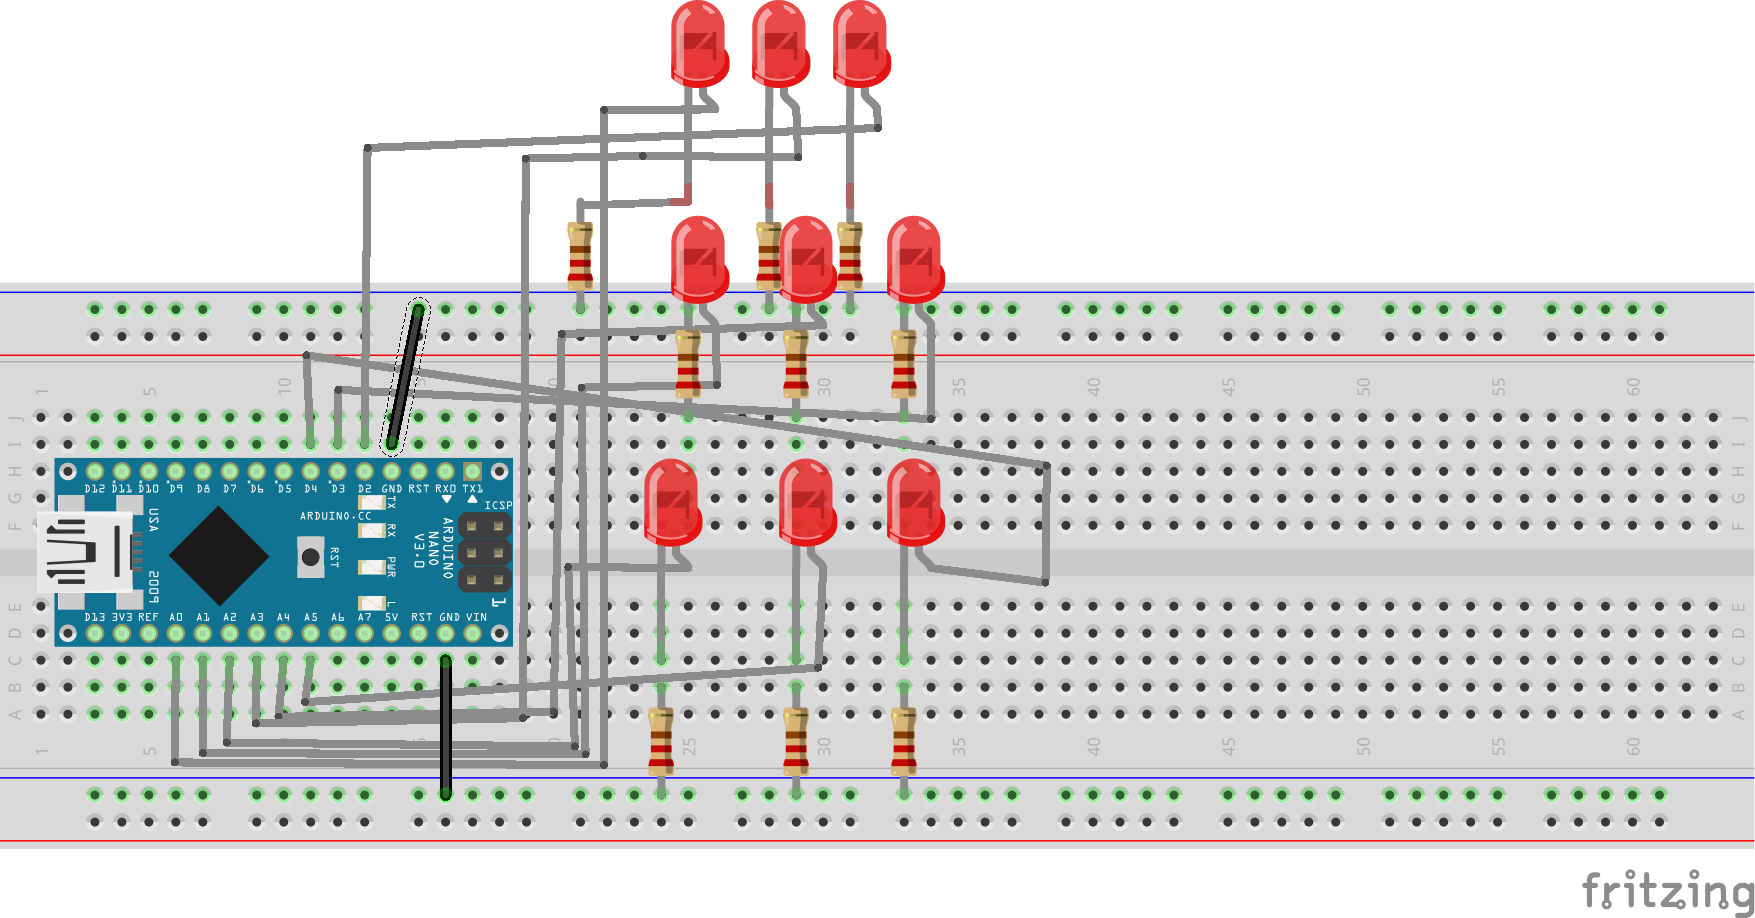 1 5 10 30 35 40 45 50 55 60
J J
I I
H H
G G
F F
D12 D11 D10 D9 D8 D7 D6 D5 D4 D3 D2 GND RST RX0 TX1
ICSP
TX
RX
PWR
L
ARDUINO.CC
USA
2009
RST
ARDUINO
NANO
V3.0
1
D13 3V3 REF A0 A1 A2 A3 A4 A5 A6 A7 5V RST GND VIN
E E
D D
C C
B B
A A
1 5 25 30 35 40 45 50 55 60
fritzing